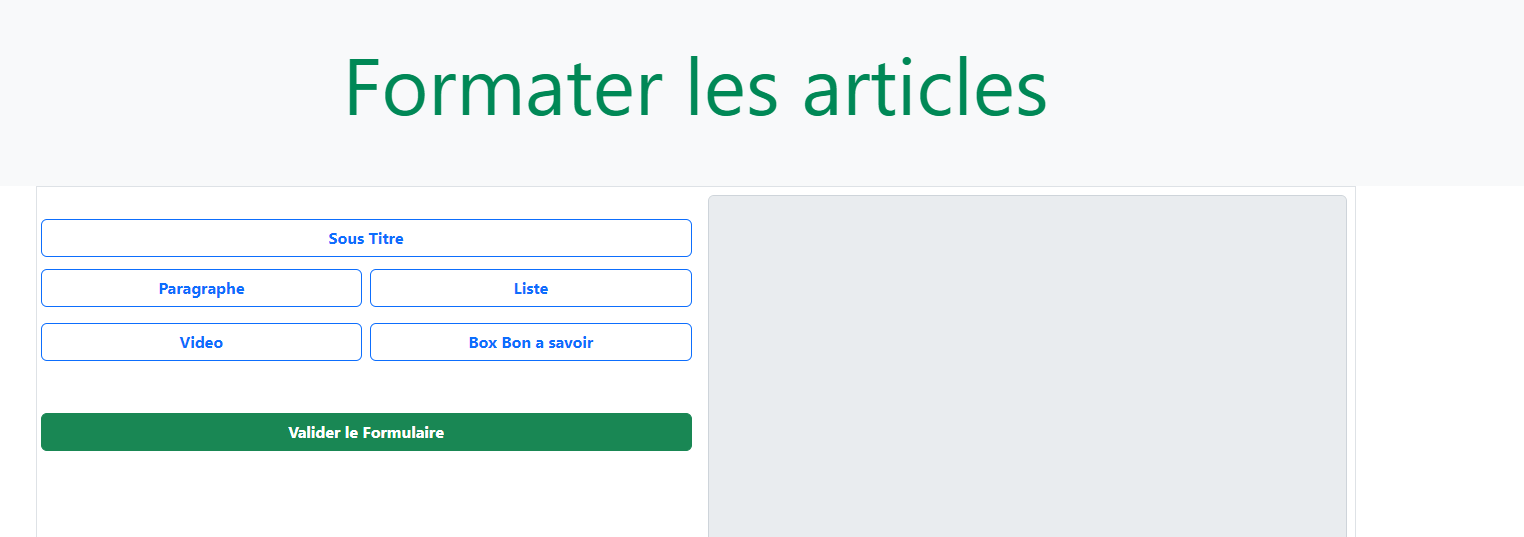 Formater les articles
Sous Titre
Paragraphe
Liste
Video
Box Bon a savoir
Valider le Formulaire